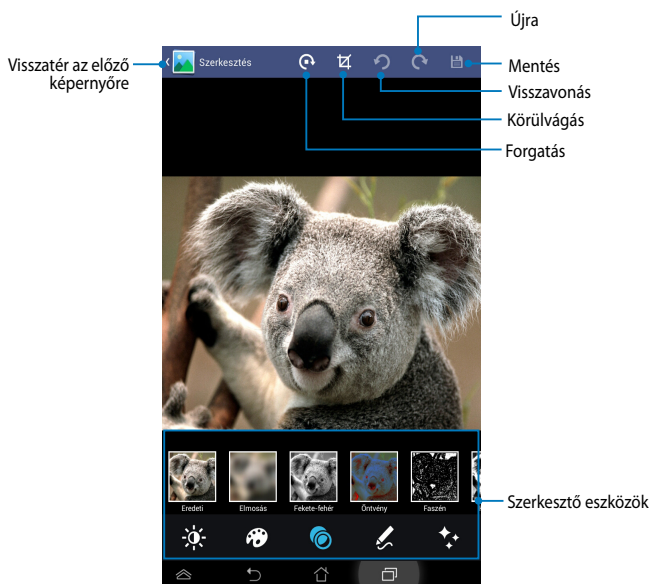 Újra
Visszatér az előző
képernyőre
Szerkesztés
Mentés
Visszavonás
Körülvágás
Forgatás
Eredeti
Elmosás
Fekete-fehér
Öntvény
Faszén
Szerkesztő eszközök